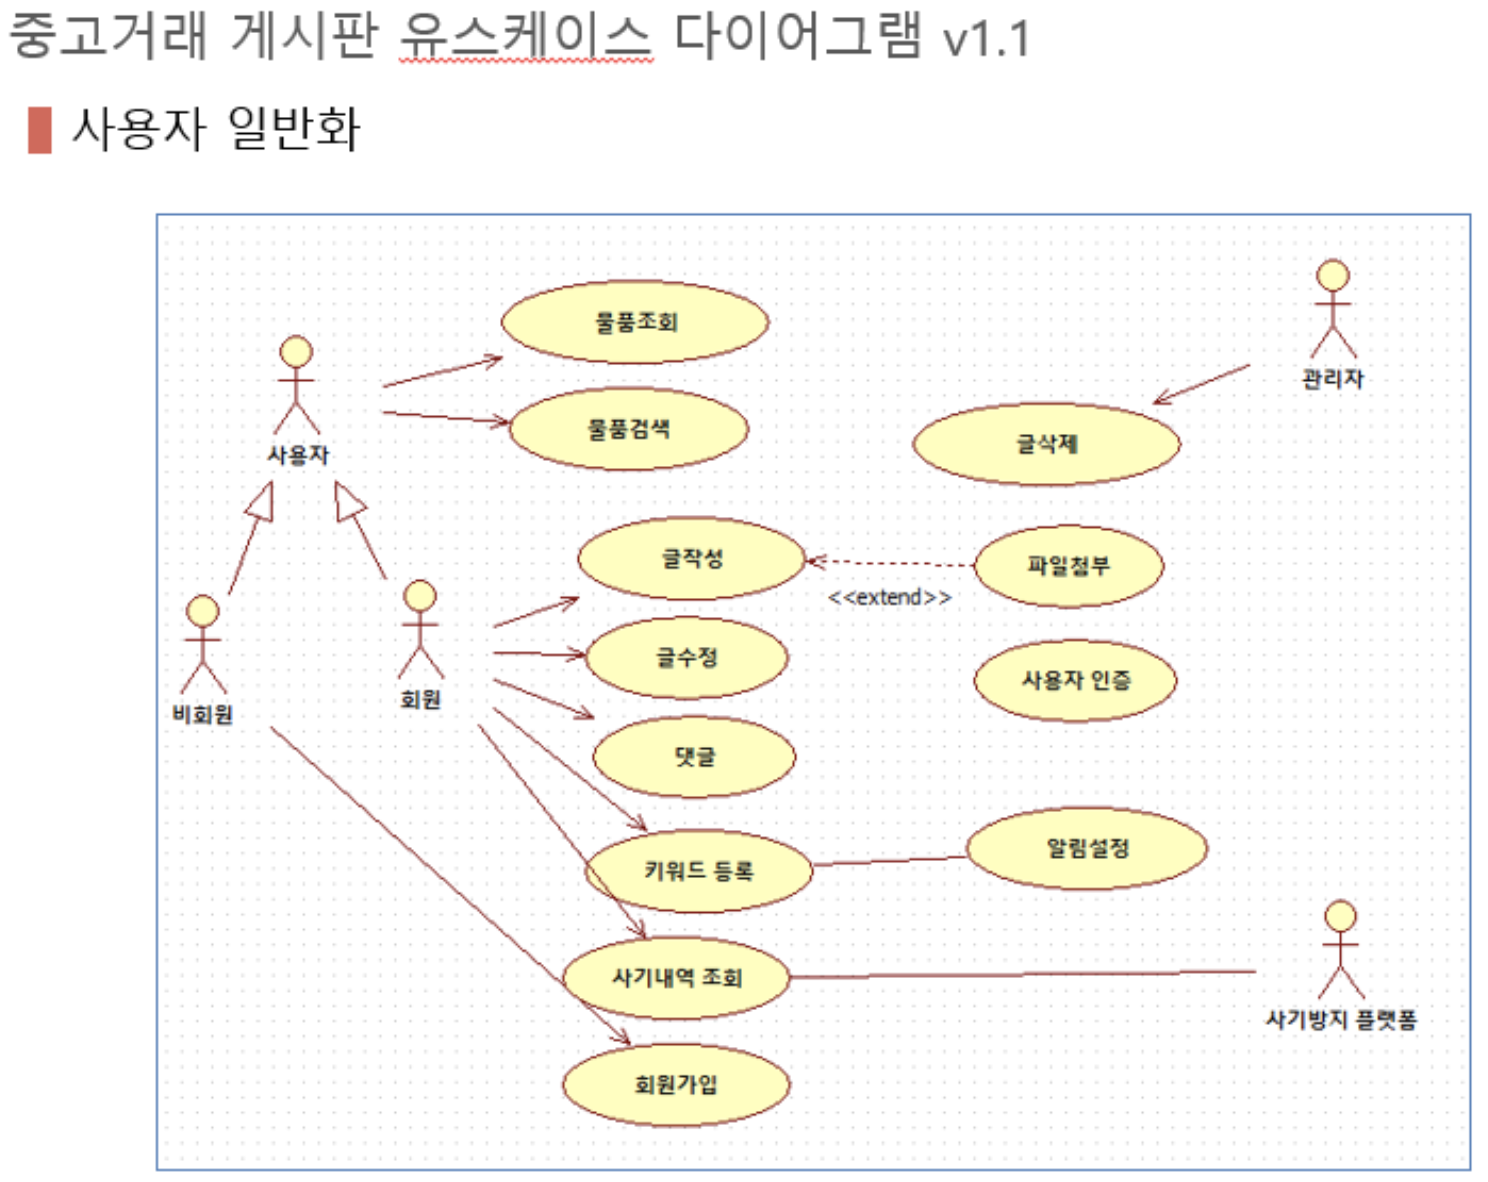 중고거래 게시판 유스케이스 다이어그램 v1.1
사용자 일반화
물품조회
관리자
사용자
물품검색
글삭제
글작성
파일첨부
<<extend>>
비회원
회원
글수정
사용자 인증
댓글
키워드 등록
알림설정
사기내역 조회
사기방지 플랫폼
회원가입